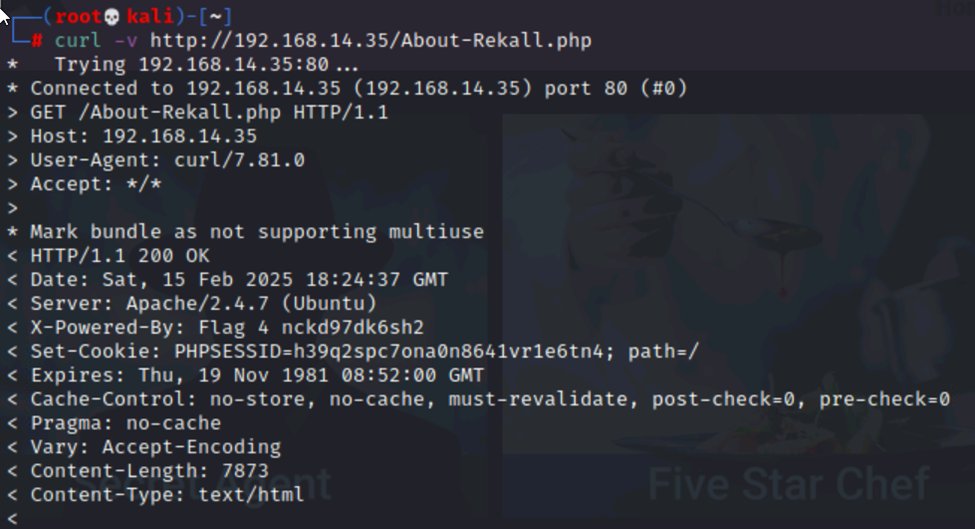 (root💀kali)-[~]
# curl -v http://192.168.14.35/About-Rekall.php
*   Trying 192.168.14.35:80 ...
* Connected to 192.168.14.35 (192.168.14.35) port 80 (#0)
> GET /About-Rekall.php HTTP/1.1
> Host: 192.168.14.35
> User-Agent: curl/7.81.0
> Accept: */*
>
* Mark bundle as not supporting multiuse
< HTTP/1.1 200 OK
< Date: Sat, 15 Feb 2025 18:24:37 GMT
< Server: Apache/2.4.7 (Ubuntu)
< X-Powered-By: Flag 4 nckd97dk6sh2
< Set-Cookie: PHPSESSID=h39q2spc7ona0n8641vr1e6tn4; path=/
< Expires: Thu, 19 Nov 1981 08:52:00 GMT
< Cache-Control: no-store, no-cache, must-revalidate, post-check=0, pre-check=0
< Pragma: no-cache
< Vary: Accept-Encoding
< Content-Length: 7873
< Content-Type: text/html
<
Secret Agent
Five Star Chef